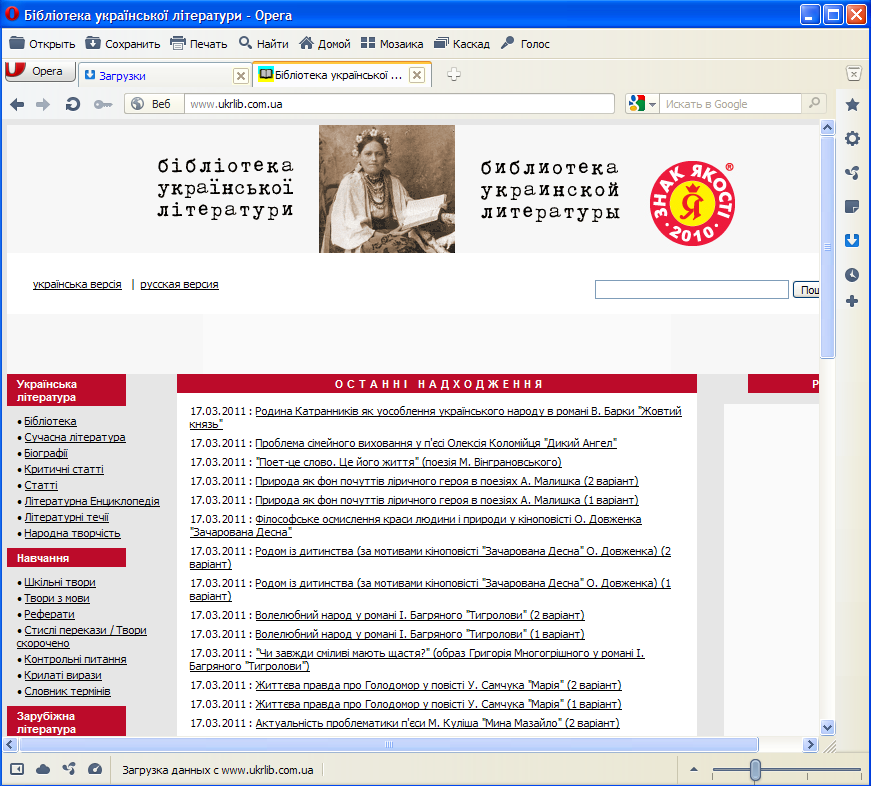 Бібліотека української літератури - Opera
Открыть Сохранить Печать Найти Домой Мозаика Каскад Голос
Opera Загрузки Бібліотека української ...
Веб www.ukrlib.com.ua Искать в Google
бібліотека
української
літератури
библиотека
украинской
литературы
ЗНАК ЯКОСТІ
Я
®
· 2010 ·
українська версія | русская версия
Пош
Українська
література
• Бібліотека
• Сучасна література
• Біографії
• Критичні статті
• Статті
• Літературна Енциклопедія
• Літературні течії
• Народна творчість
Навчання
• Шкільні твори
• Твори з мови
• Реферати
• Стислі перекази / Твори
скорочено
• Контрольні питання
• Крилаті вирази
• Словник термінів
Зарубіжна
література
ОСТАННІ НАДХОДЖЕННЯ
17.03.2011 : Родина Катранників як уособлення українського народу в романі В. Барки "Жовтий
князь"
17.03.2011 : Проблема сімейного виховання у п'єсі Олексія Коломійця "Дикий Ангел"
17.03.2011 : "Поет-це слово. Це його життя" (поезія М. Вінграновського)
17.03.2011 : Природа як фон почуттів ліричного героя в поезіях А. Малишка (2 варіант)
17.03.2011 : Природа як фон почуттів ліричного героя в поезіях А. Малишка (1 варіант)
17.03.2011 : Філософське осмислення краси людини і природи у кіноповісті О. Довженка
"Зачарована Десна"
17.03.2011 : Родом із дитинства (за мотивами кіноповісті "Зачарована Десна" О. Довженка) (2
варіант)
17.03.2011 : Родом із дитинства (за мотивами кіноповісті "Зачарована Десна" О. Довженка) (1
варіант)
17.03.2011 : Волелюбний народ у романі І. Багряного "Тигролови" (2 варіант)
17.03.2011 : Волелюбний народ у романі І. Багряного "Тигролови" (1 варіант)
17.03.2011 : "Чи завжди сміливі мають щастя?" (образ Григорія Многогрішного у романі І.
Багряного "Тигролови")
17.03.2011 : Життєва правда про Голодомор у повісті У. Самчука "Марія" (2 варіант)
17.03.2011 : Життєва правда про Голодомор у повісті У. Самчука "Марія" (1 варіант)
17.03.2011 : Актуальність проблематики п'єси М. Куліша "Мина Мазайло" (2 варіант)
Р
Загрузка данных с www.ukrlib.com.ua